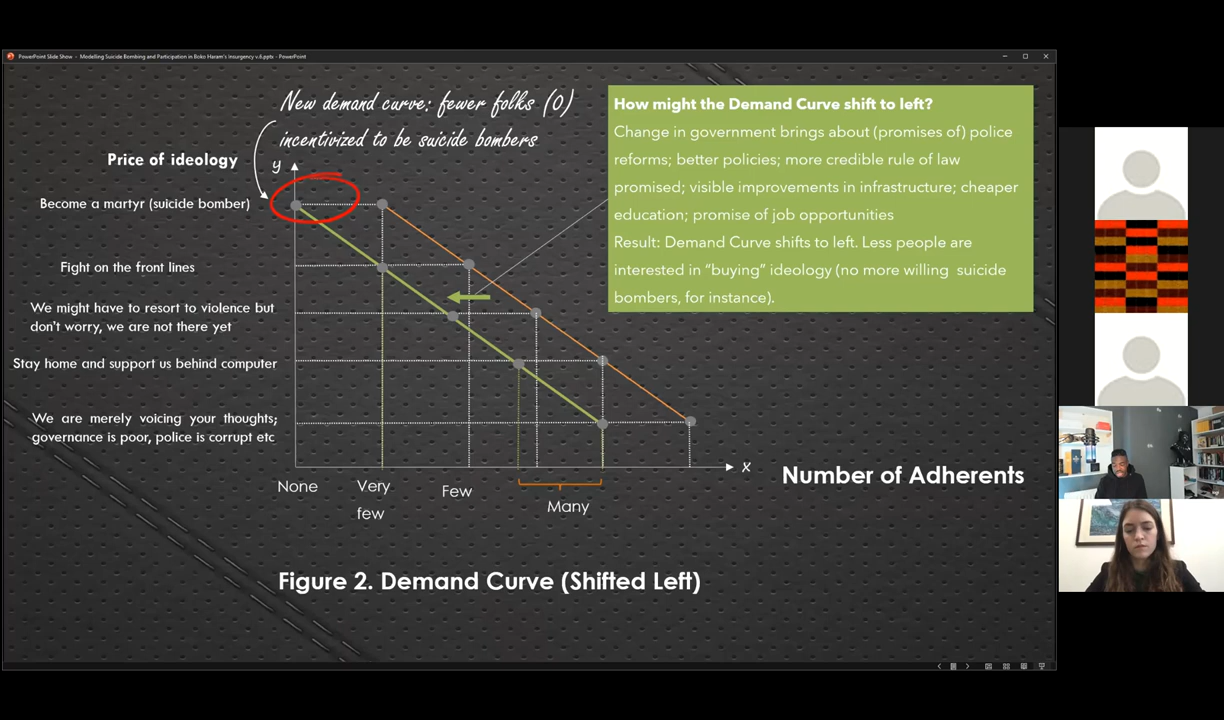 PowerPoint Slide Show - Modelling Suicide Bombing and Participation in Boko Haram's Insurgency v.6.pptx - PowerPoint
New demand curve: fewer folks (0)
incentivized to be suicide bombers
Price of ideology
y
Become a martyr (suicide bomber)
Fight on the front lines
We might have to resort to violence but
don't worry, we are not there yet
Stay home and support us behind computer
We are merely voicing your thoughts;
governance is poor, police is corrupt etc
How might the Demand Curve shift to left?
Change in government brings about (promises of) police
reforms; better policies; more credible rule of law
promised; visible improvements in infrastructure; cheaper
education; promise of job opportunities
Result: Demand Curve shifts to left. Less people are
interested in “buying” ideology (no more willing suicide
bombers, for instance).
x
None
Very
few
Few
Many
Number of Adherents
Figure 2. Demand Curve (Shifted Left)